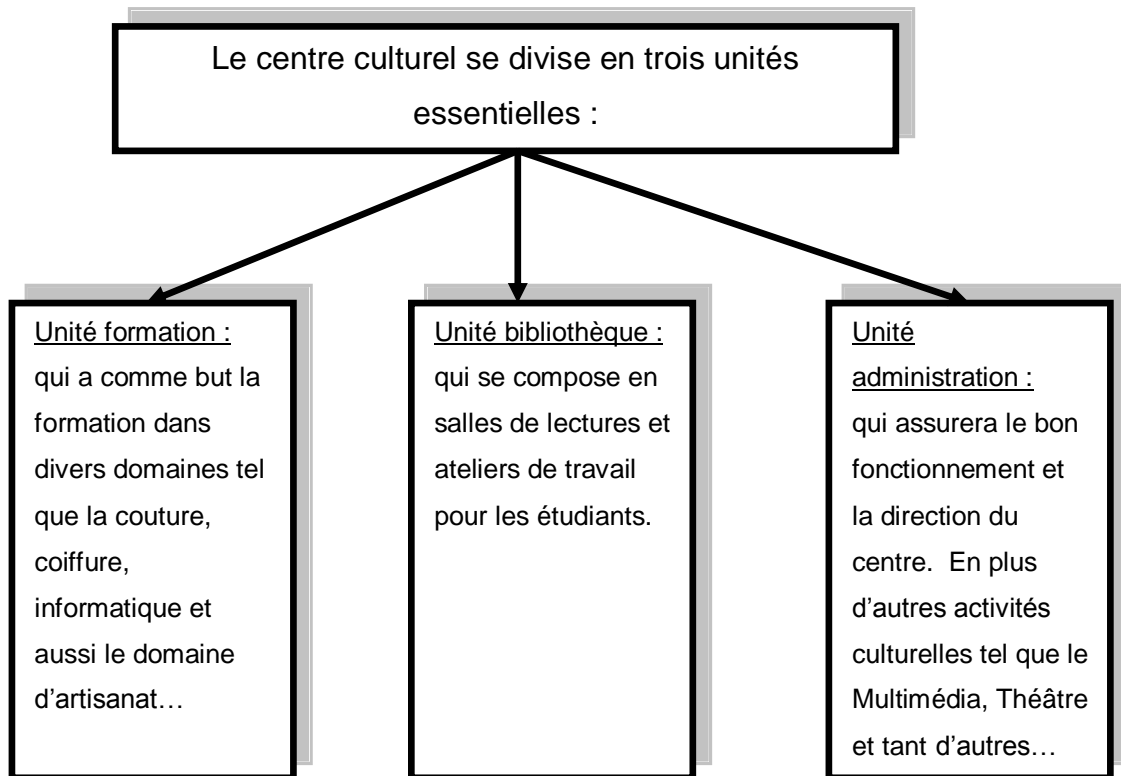 Le centre culturel se divise en trois unités
essentielles :
Unité formation :
qui a comme but la
formation dans
divers domaines tel
que la couture,
coiffure,
informatique et
aussi le domaine
d’artisanat…
Unité bibliothèque :
qui se compose en
salles de lectures et
ateliers de travail
pour les étudiants.
Unité
administration :
qui assurera le bon
fonctionnement et
la direction du
centre.  En plus
d’autres activités
culturelles tel que le
Multimédia, Théâtre
et tant d’autres…